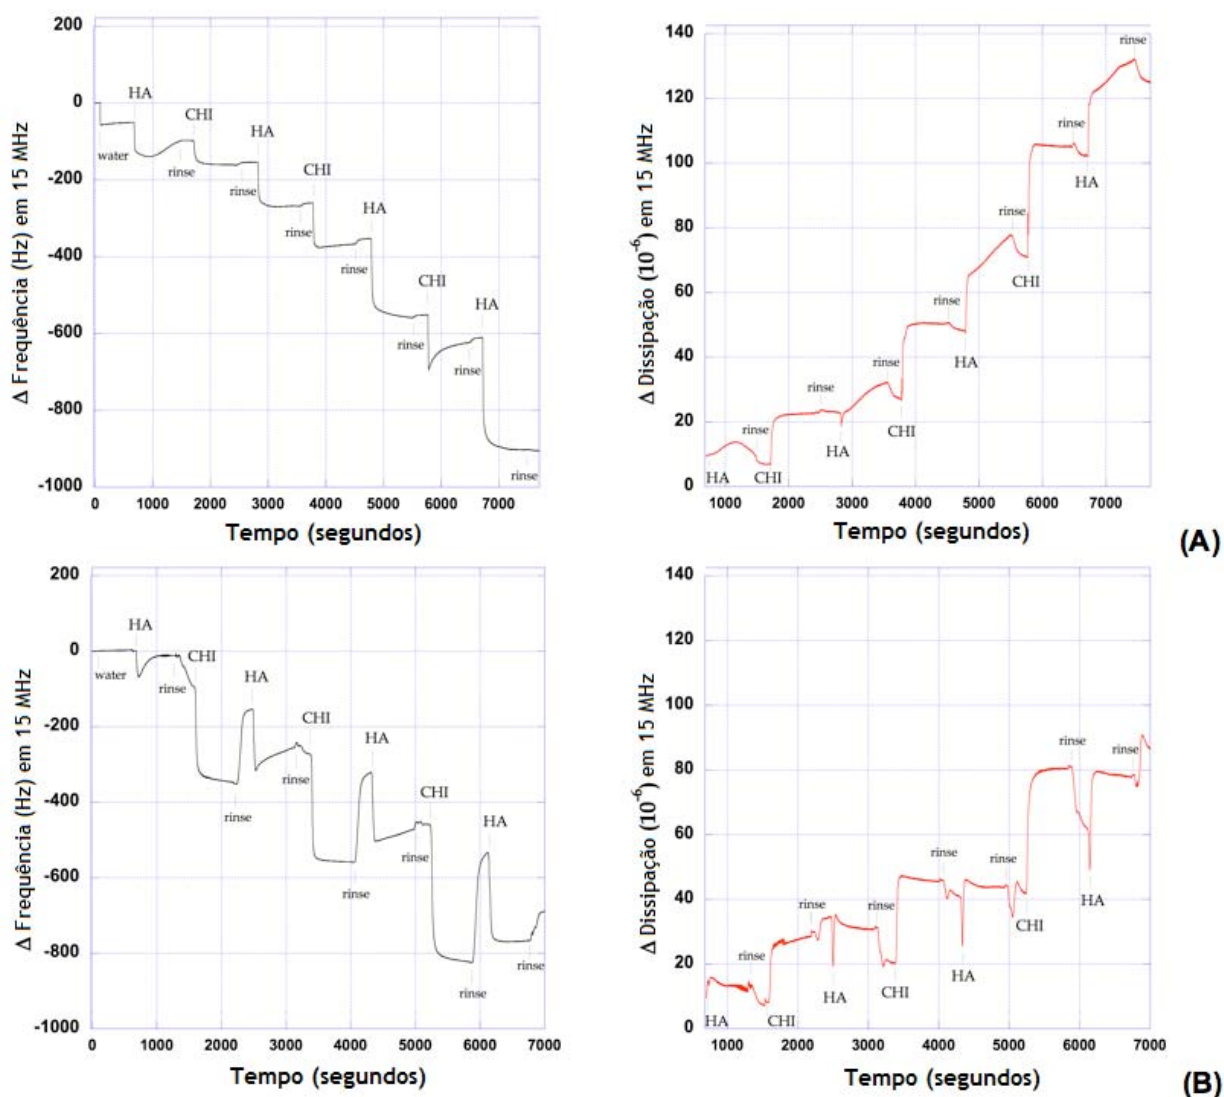 200
0
-200
-400
-600
-800
-1000
Δ Frequência (Hz) em 15 MHz
water
HA
rinse
CHI
rinse
HA
rinse
CHI
rinse
HA
rinse
CHI
rinse
HA
rinse
0 1000 2000 3000 4000 5000 6000 7000
Tempo (segundos)
140
120
100
80
60
40
20
0
Δ Dissipação (10⁻⁶) em 15 MHz
HA
rinse
CHI
rinse
HA
rinse
CHI
rinse
HA
rinse
CHI
rinse
HA
rinse
1000 2000 3000 4000 5000 6000 7000
Tempo (segundos)
(A)
200
0
-200
-400
-600
-800
-1000
Δ Frequência (Hz) em 15 MHz
water
HA
rinse
CHI
rinse
HA
rinse
CHI
rinse
HA
rinse
CHI
rinse
HA
rinse
0 1000 2000 3000 4000 5000 6000 7000
Tempo (segundos)
140
120
100
80
60
40
20
0
Δ Dissipação (10⁻⁶) em 15 MHz
HA
rinse
CHI
rinse
HA
rinse
CHI
rinse
HA
rinse
CHI
rinse
HA
rinse
1000 2000 3000 4000 5000 6000 7000
Tempo (segundos)
(B)